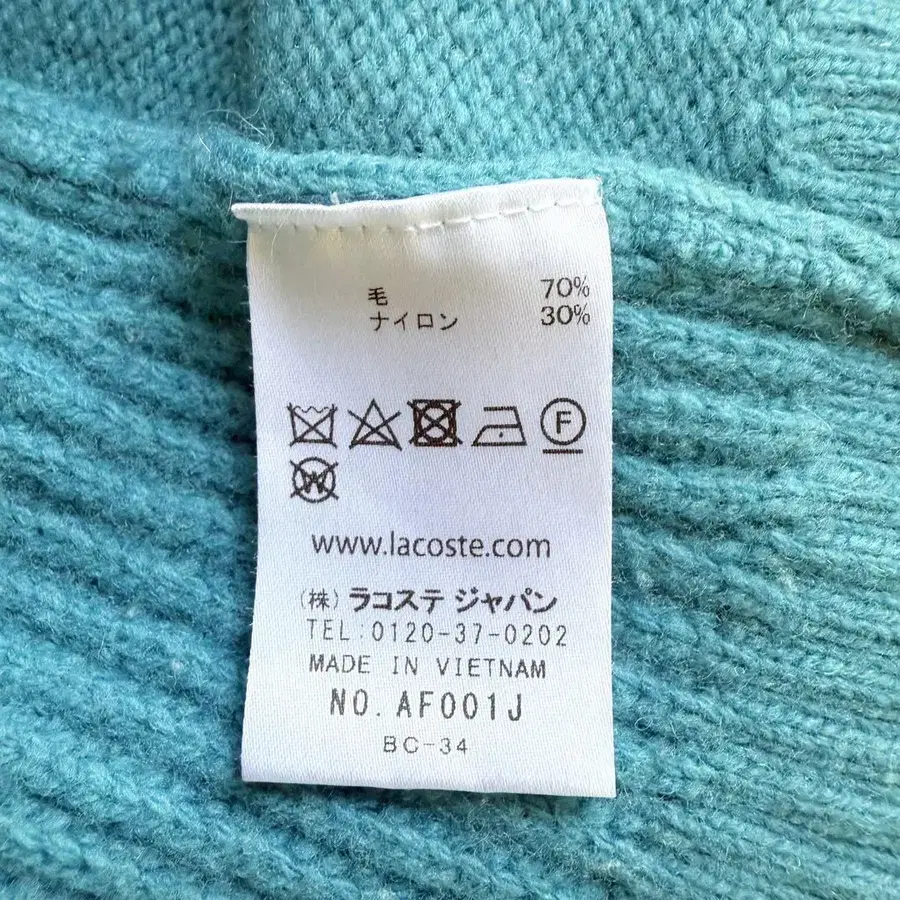 毛 70%
ナイロン 30%
F
W
www.lacoste.com
(株) ラコステ ジャパン
TEL:0120-37-0202
MADE IN VIETNAM
NO. AF001J
BC-34